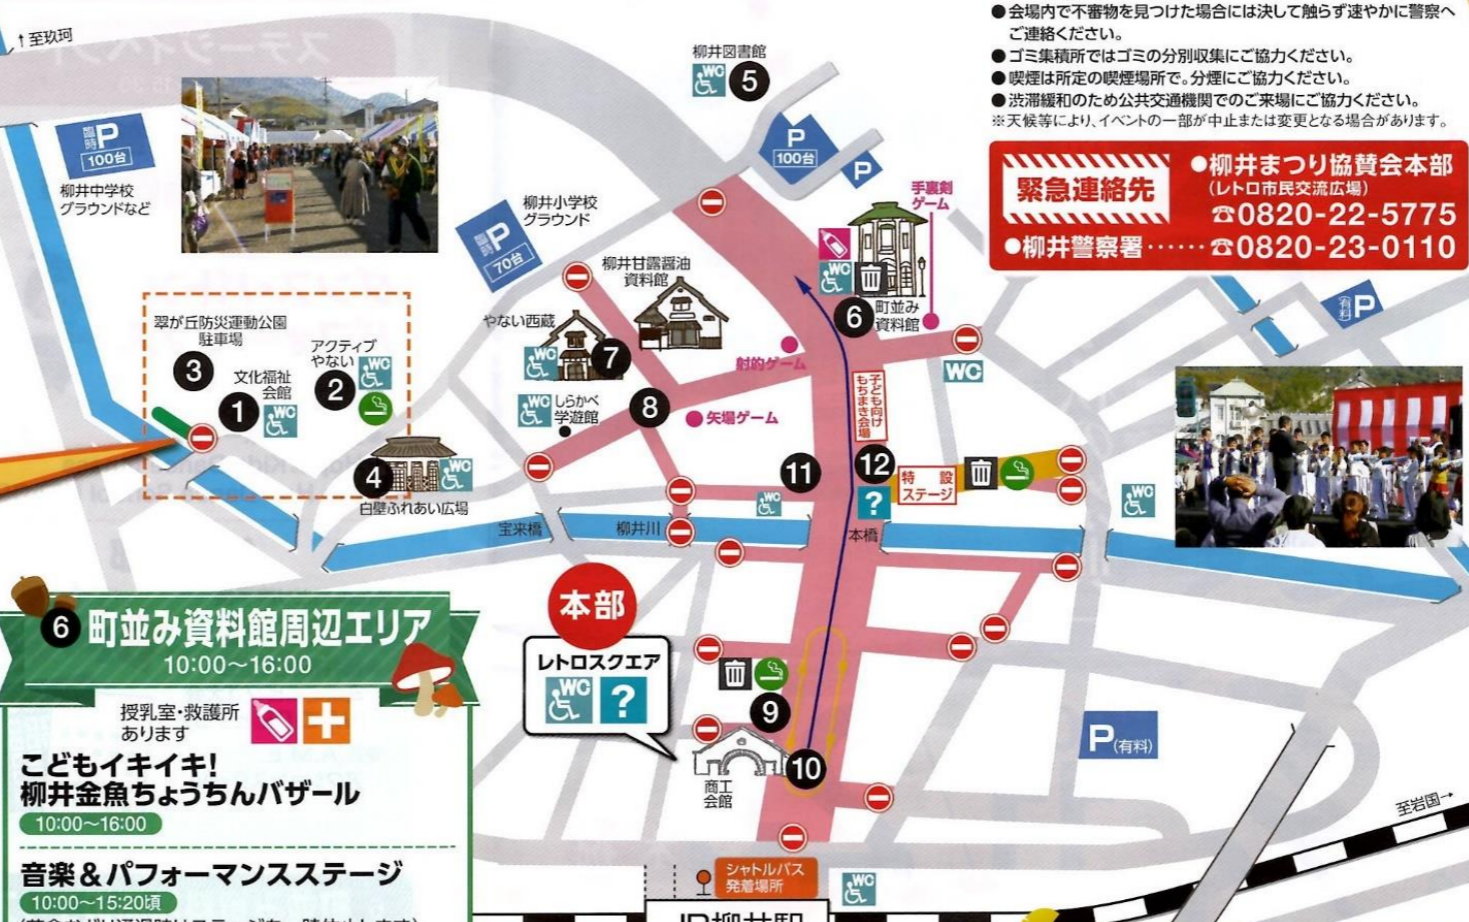 ●会場内で不審物を見つけた場合には決して触らず速やかに警察へ
ご連絡ください。
●ゴミ集積所ではゴミの分別収集にご協力ください。
●喫煙は所定の喫煙場所で。分煙にご協力ください。
●渋滞緩和のため公共交通機関でのご来場にご協力ください。
※天候等により、イベントの一部が中止または変更となる場合があります。
緊急連絡先
●柳井まつり協賛会本部
(レトロ市民交流広場)
☎0820-22-5775
●柳井警察署……☎0820-23-0110
↑至玖珂
臨時P
100台
柳井中学校
グラウンドなど
柳井図書館
WC
5
P
100台
P
柳井小学校
グラウンド
臨時P
70台
手裏剣
ゲーム
WC
6
町並み
資料館
柳井甘露醤油
資料館
やない西蔵
WC
7
射的ゲーム
(有料)P
WC
翠が丘防災運動公園
駐車場
3
アクティブ
やない
WC
2
文化福祉
会館
1
WC
WC
しらかべ
学遊館
8
矢場ゲーム
子ども向け
もちまき会場
4
WC
白壁ふれあい広場
11
12
特設
ステージ
WC
?
WC
宝来橋
柳井川
本橋
本部
レトロスクエア
WC
?
9
10
商工
会館
P(有料)
至岩国→
シャトルバス
発着場所
WC
JR柳井駅
6 町並み資料館周辺エリア
10:00〜16:00
授乳室・救護所
あります
こどもイキイキ!
柳井金魚ちょうちんバザール
10:00〜16:00
音楽&パフォーマンスステージ
10:00〜15:20頃